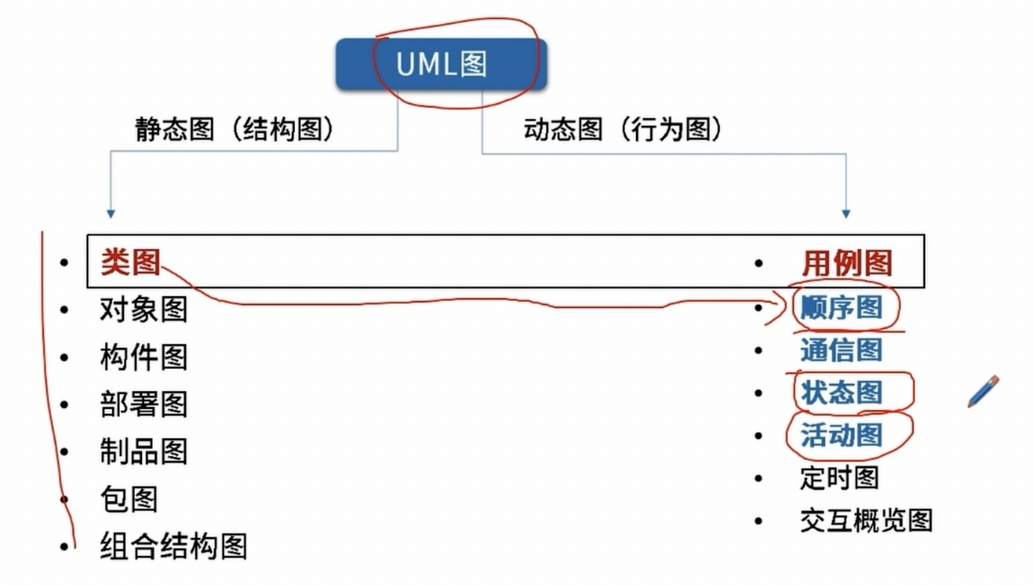 UML图
静态图（结构图）
动态图（行为图）
• 类图
• 对象图
• 构件图
• 部署图
• 制品图
• 包图
• 组合结构图
• 用例图
• 顺序图
• 通信图
• 状态图
• 活动图
• 定时图
• 交互概览图